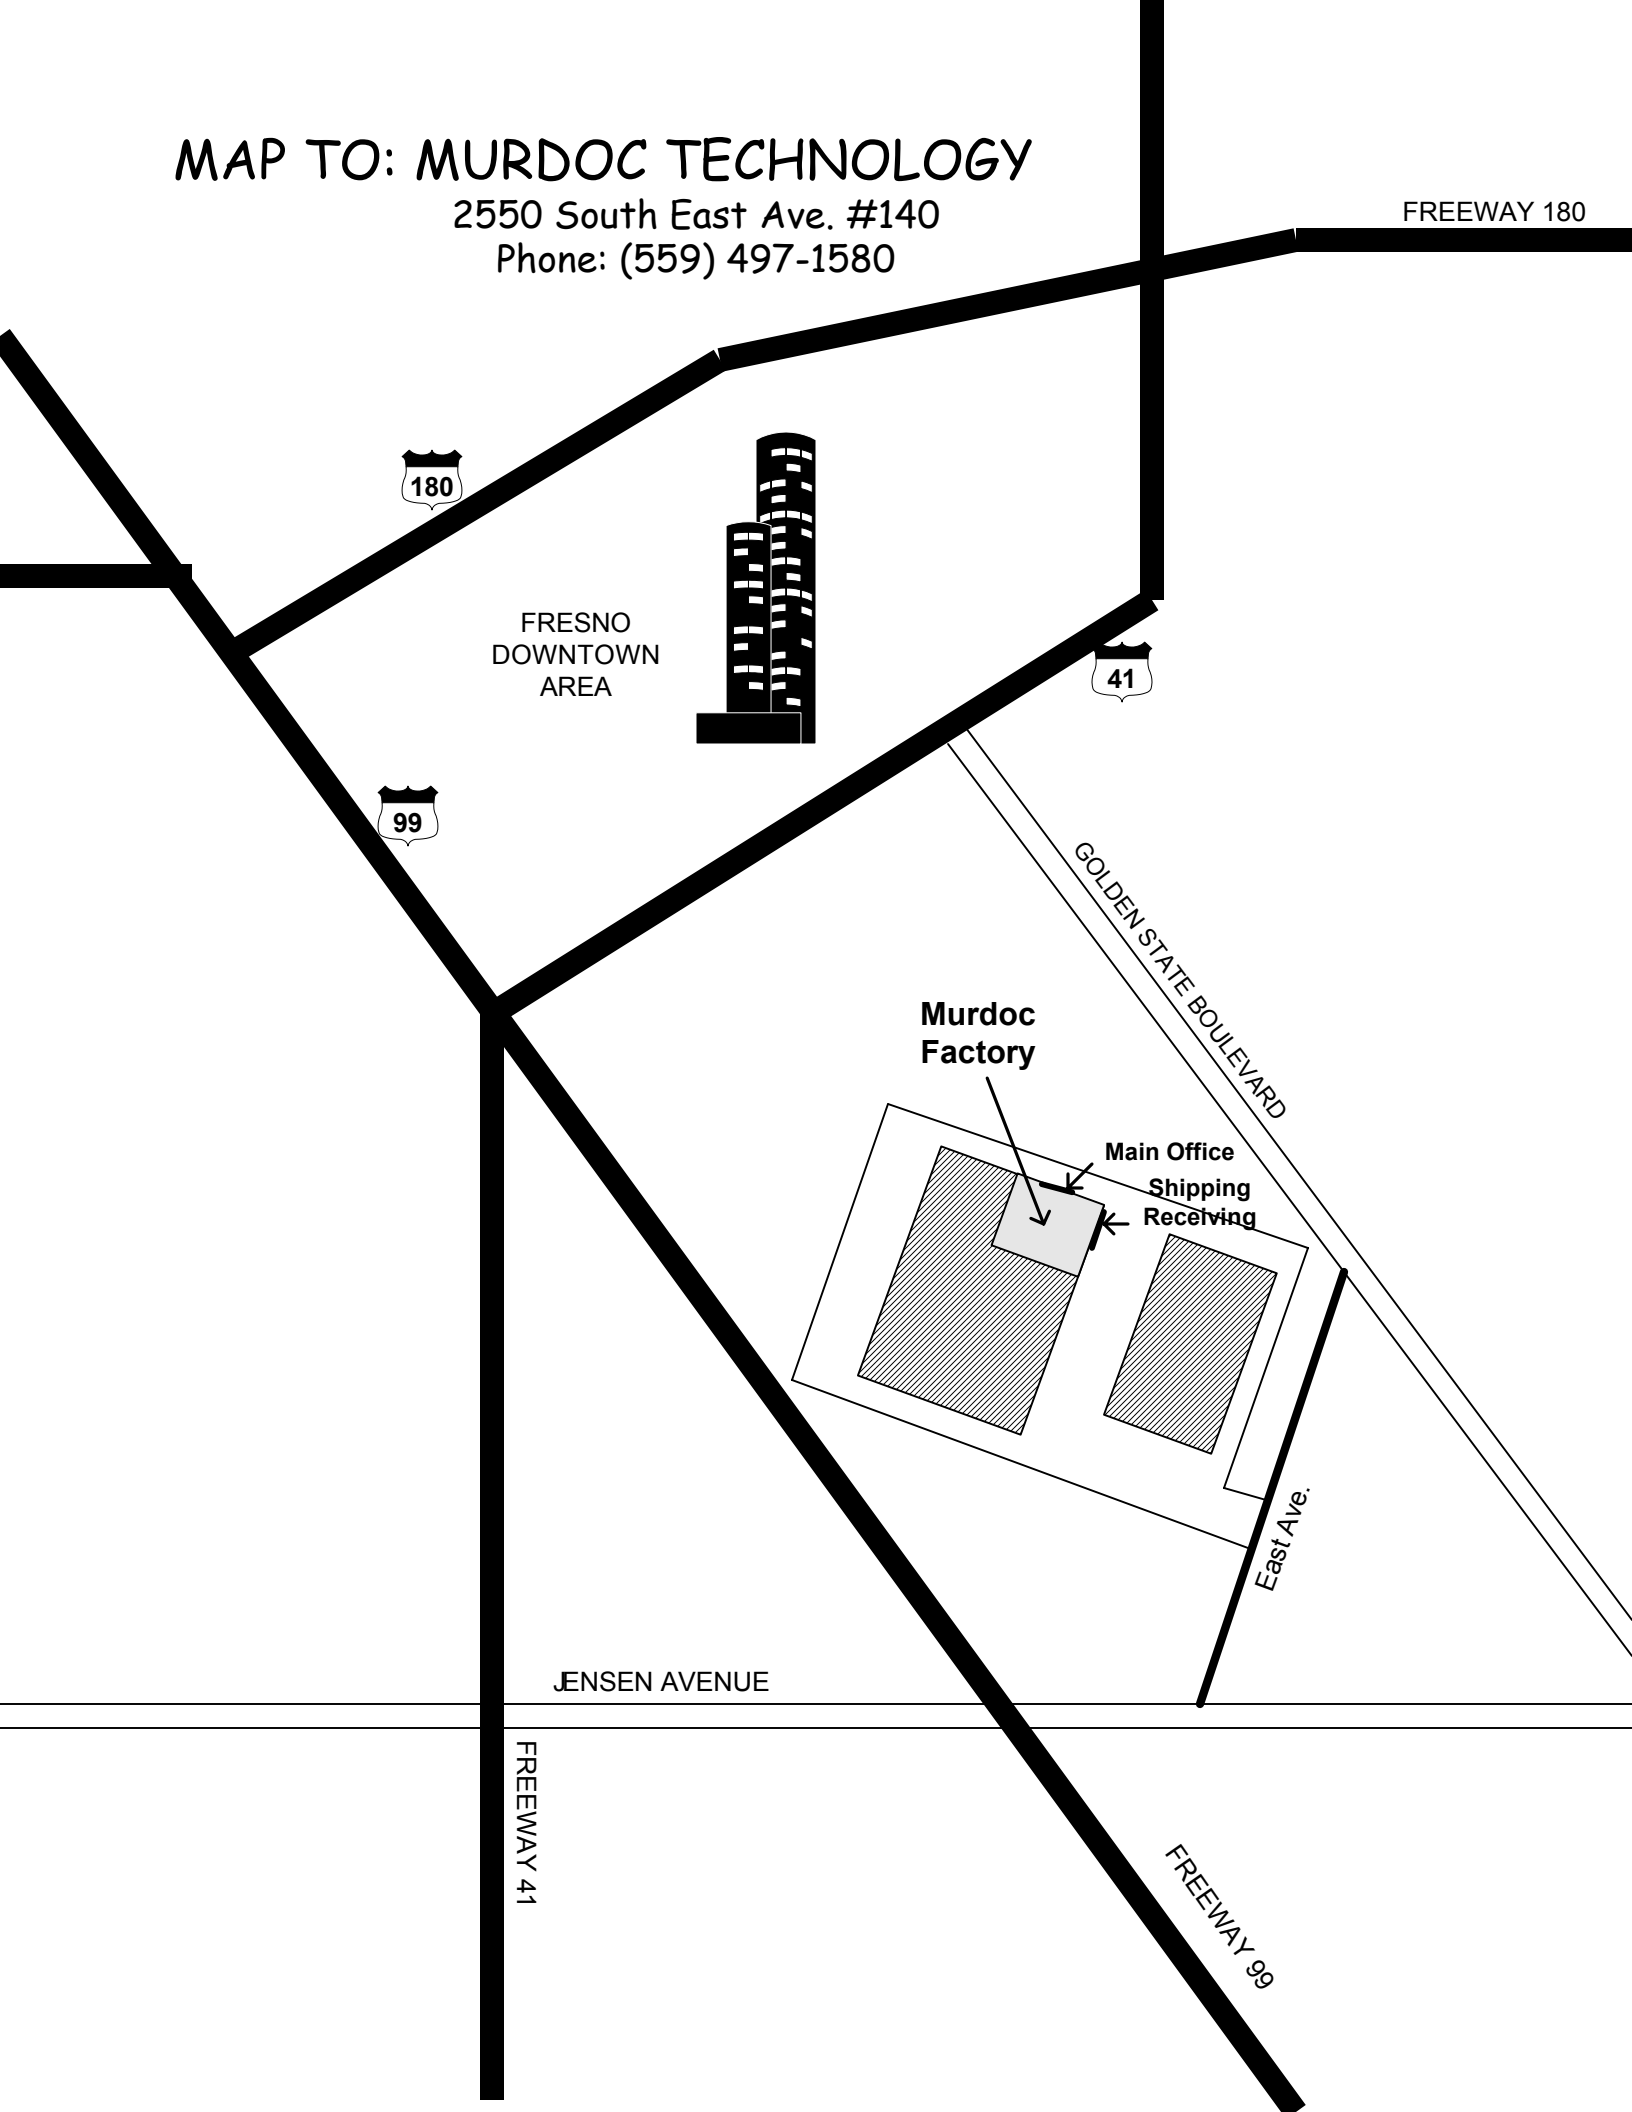 MAP TO: MURDOC TECHNOLOGY
2550 South East Ave. #140
Phone: (559) 497-1580
FREEWAY 180
180
FRESNO
DOWNTOWN
AREA
41
99
GOLDEN STATE BOULEVARD
Murdoc
Factory
Main Office
Shipping
Receiving
East Ave.
JENSEN AVENUE
FREEWAY 41
FREEWAY 99